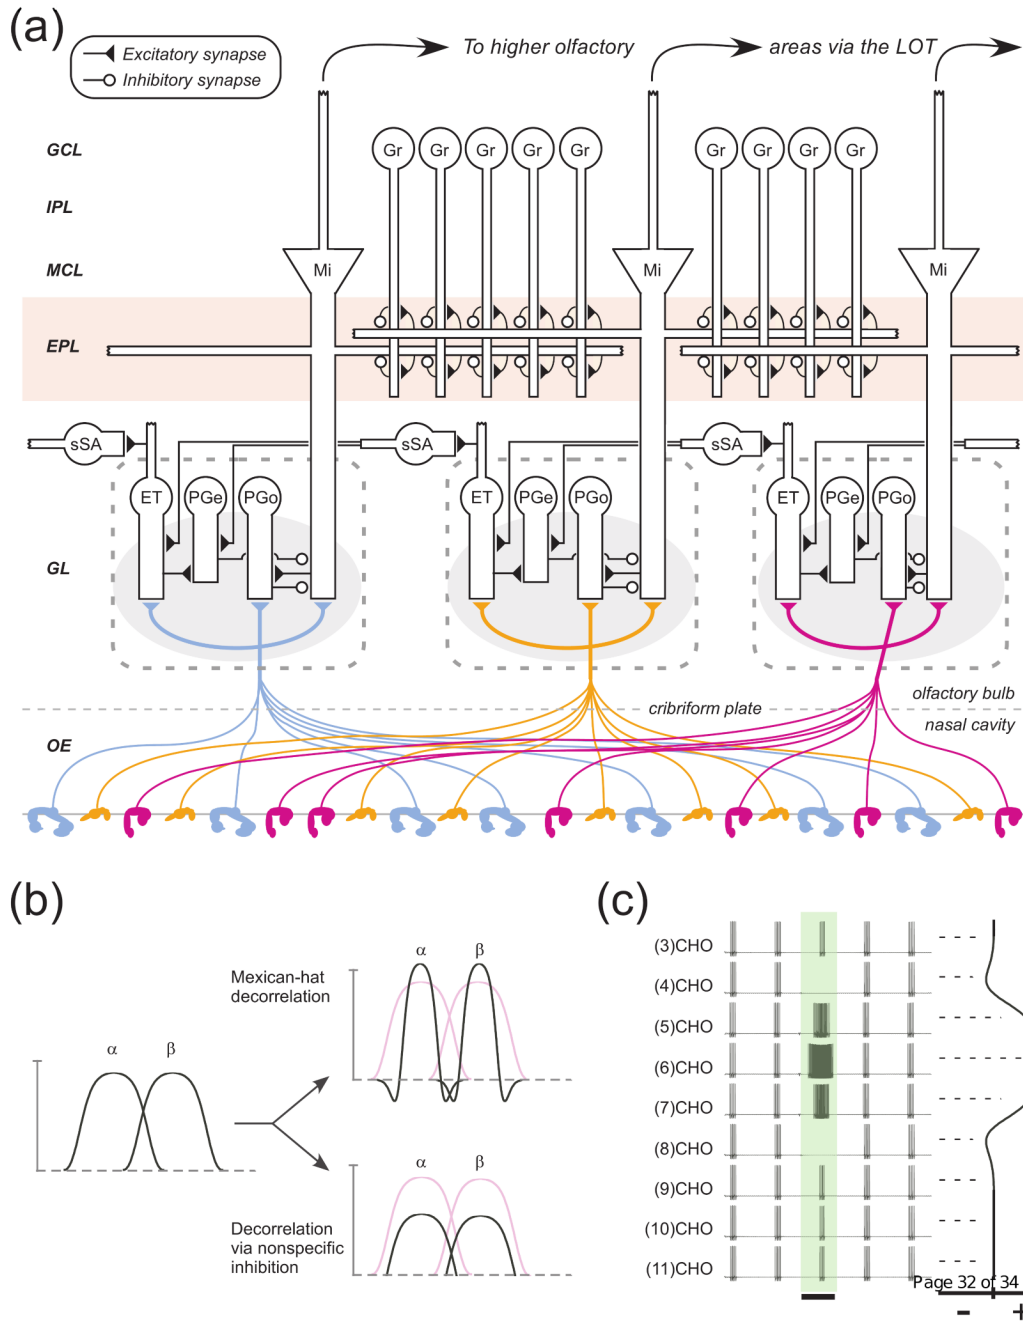 (a)
Excitatory synapse
Inhibitory synapse
To higher olfactory areas via the LOT
GCL
Gr Gr Gr Gr Gr Gr Gr Gr Gr
IPL
MCL
Mi Mi Mi
EPL
sSA sSA sSA
ET PGe PGo ET PGe PGo ET PGe PGo
GL
olfactory bulb
cribriform plate
nasal cavity
OE
(b)
α β
Mexican-hat
decorrelation
α β
α β
Decorrelation
via nonspecific
inhibition
(c)
(3)CHO
(4)CHO
(5)CHO
(6)CHO
(7)CHO
(8)CHO
(9)CHO
(10)CHO
(11)CHO
Page 32 of 34
− +